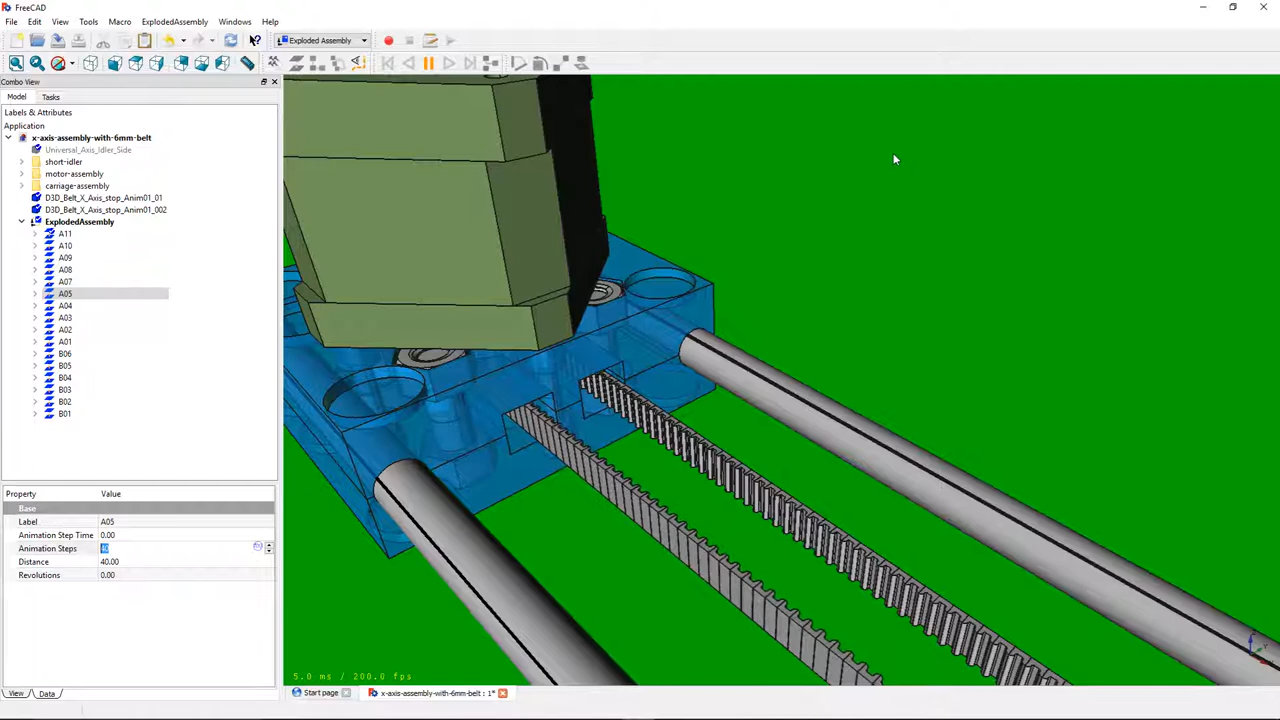 FreeCAD
File Edit View Tools Macro ExplodedAssembly Windows Help
Exploded Assembly
Combo View
Model Tasks
Labels & Attributes
Application
x-axis-assembly-with-6mm-belt
Universal_Axis_Idler_Side
short-idler
motor-assembly
carriage-assembly
D3D_Belt_X_Axis_stop_Anim01_01
D3D_Belt_X_Axis_stop_Anim01_002
ExplodedAssembly
A11
A10
A09
A08
A07
A05
A04
A03
A02
A01
B06
B05
B04
B03
B02
B01
Property Value
Base
Label A05
Animation Step Time 0.00
Animation Steps 40
Distance 40.00
Revolutions 0.00
5.0 ms / 200.0 fps
View Data
Start page x-axis-assembly-with-6mm-belt : 1*